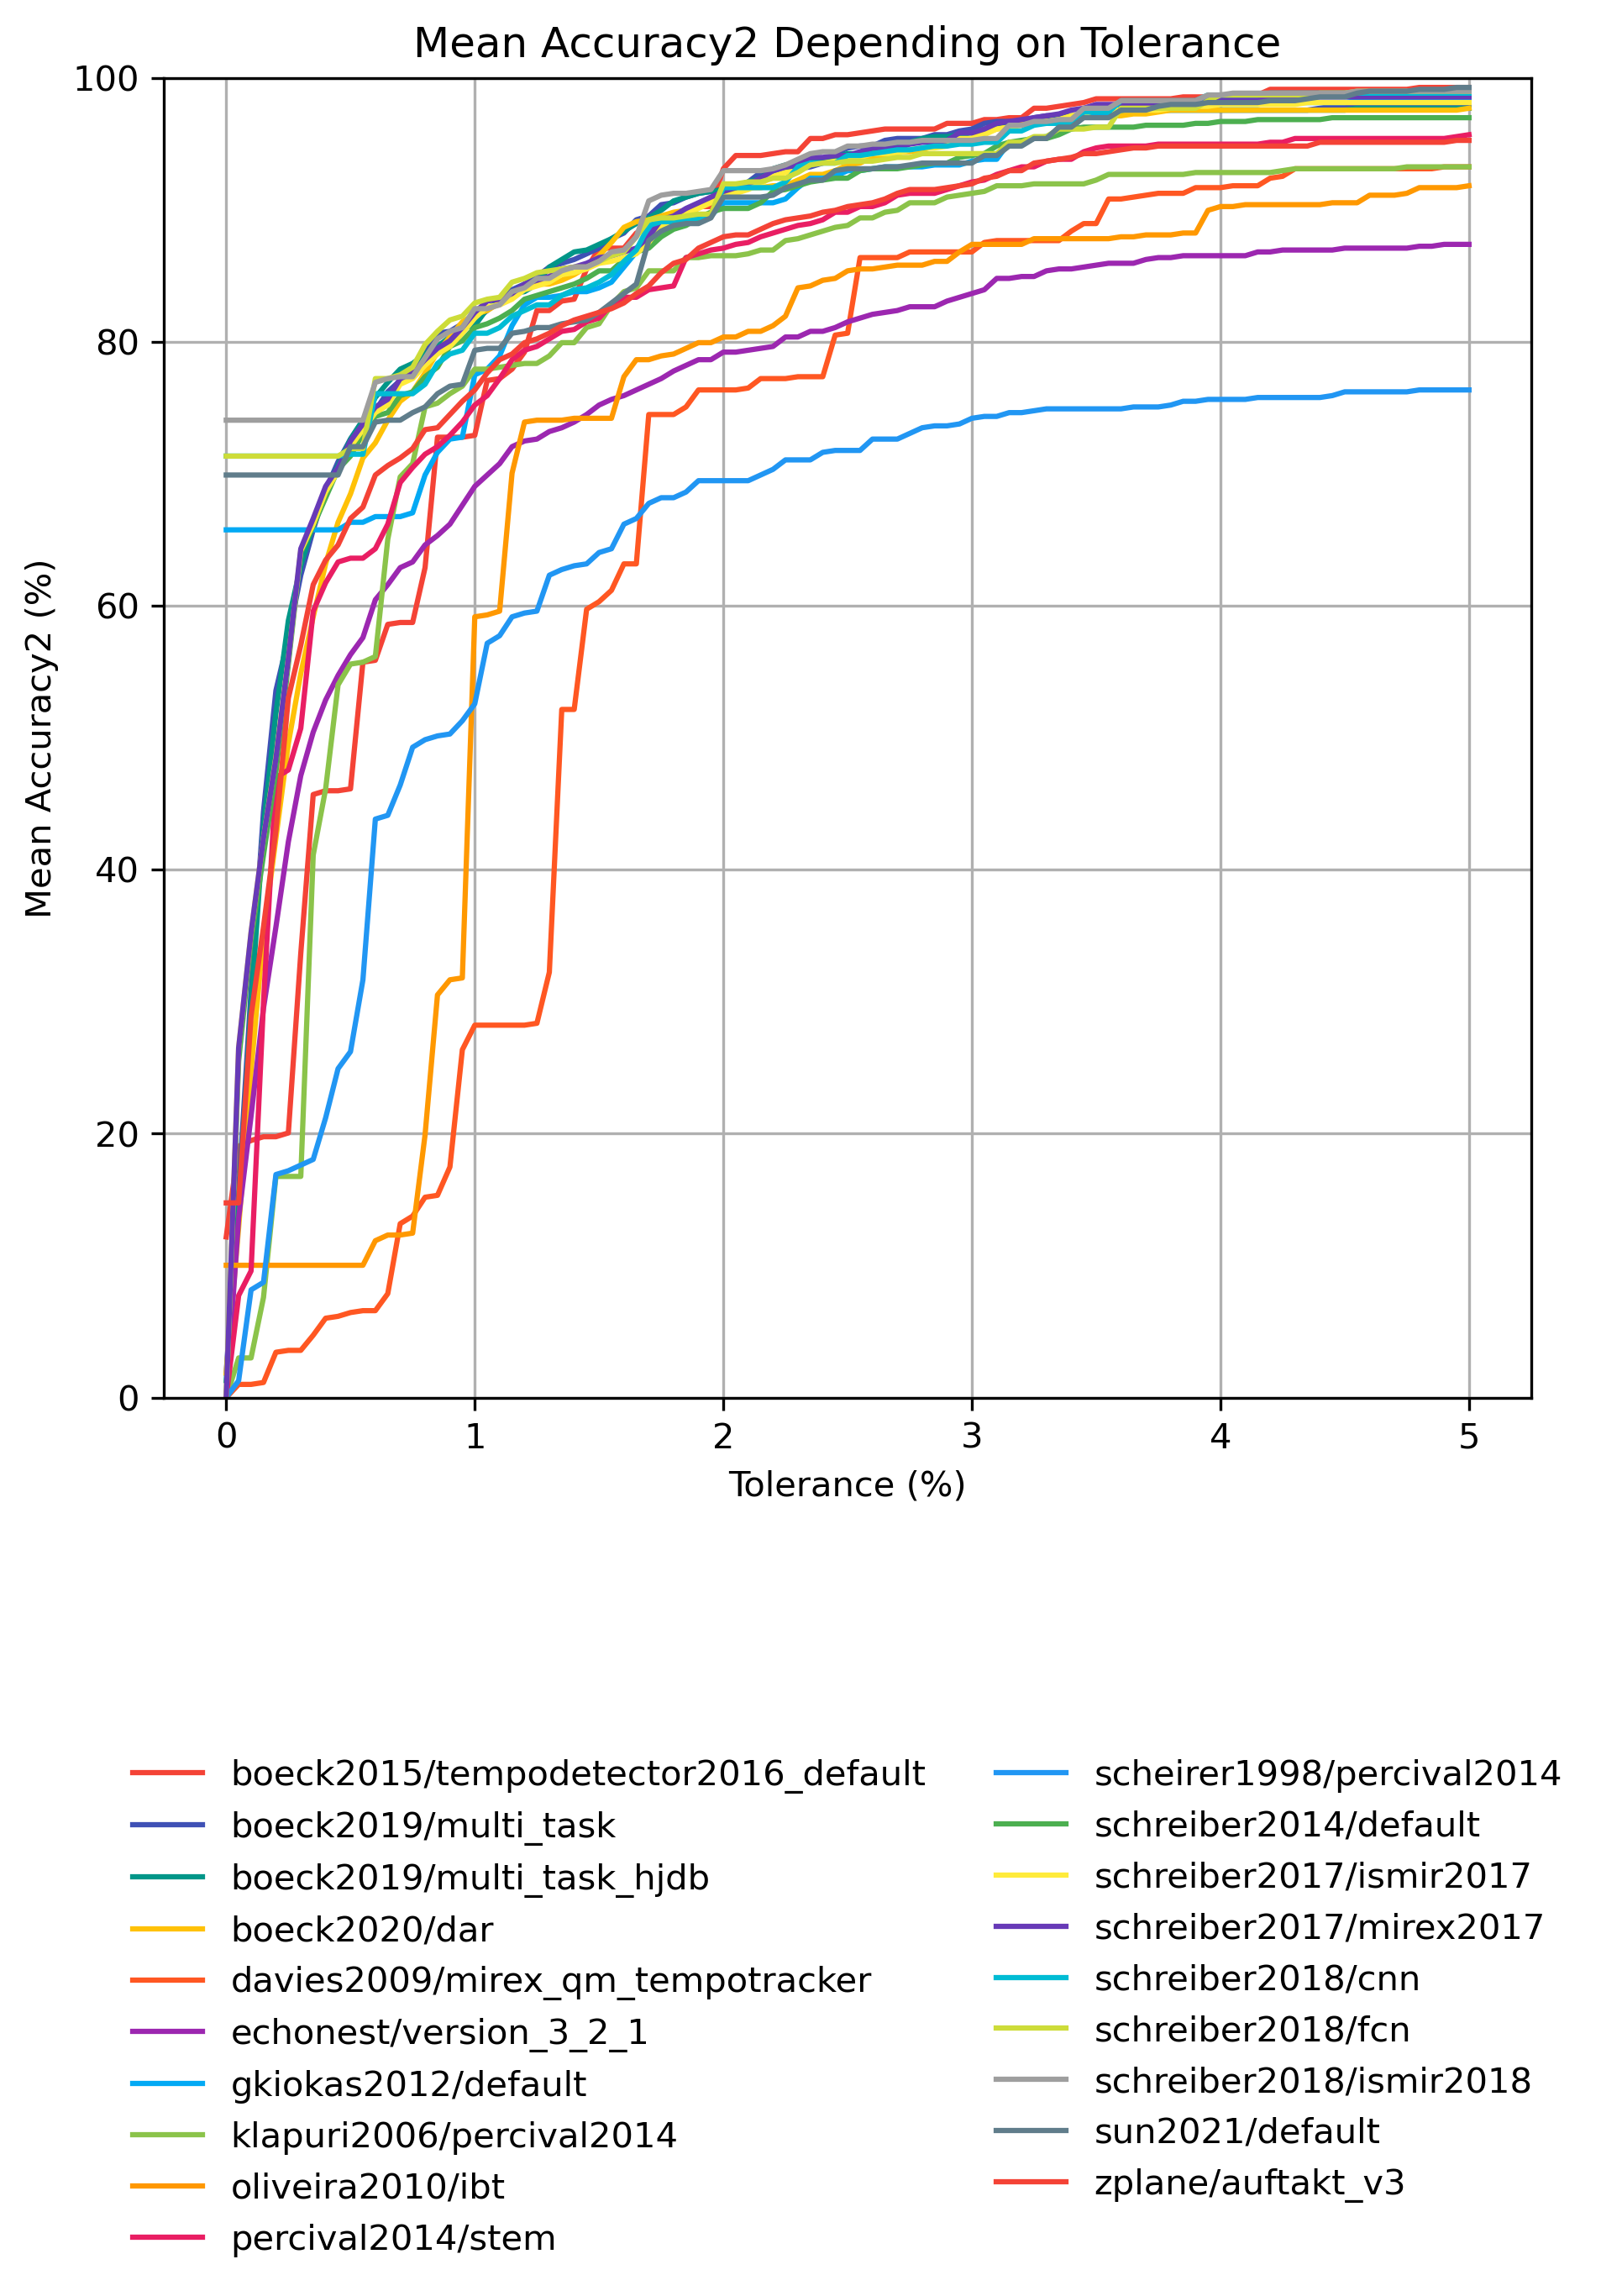 Mean Accuracy2 Depending on Tolerance
100
80
60
40
20
0
Mean Accuracy2 (%)
0 1 2 3 4 5
Tolerance (%)
boeck2015/tempodetector2016_default
boeck2019/multi_task
boeck2019/multi_task_hjdb
boeck2020/dar
davies2009/mirex_qm_tempotracker
echonest/version_3_2_1
gkiokas2012/default
klapuri2006/percival2014
oliveira2010/ibt
percival2014/stem
scheirer1998/percival2014
schreiber2014/default
schreiber2017/ismir2017
schreiber2017/mirex2017
schreiber2018/cnn
schreiber2018/fcn
schreiber2018/ismir2018
sun2021/default
zplane/auftakt_v3